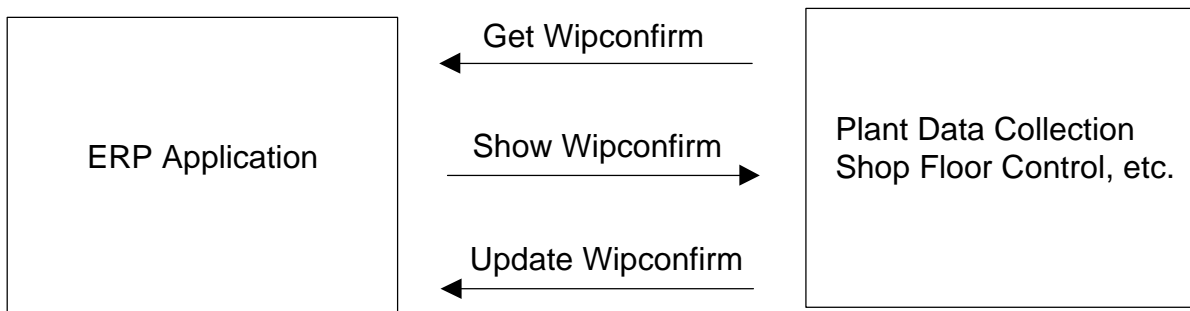 Get Wipconfirm
ERP Application
Show Wipconfirm
Plant Data Collection
Shop Floor Control, etc.
Update Wipconfirm